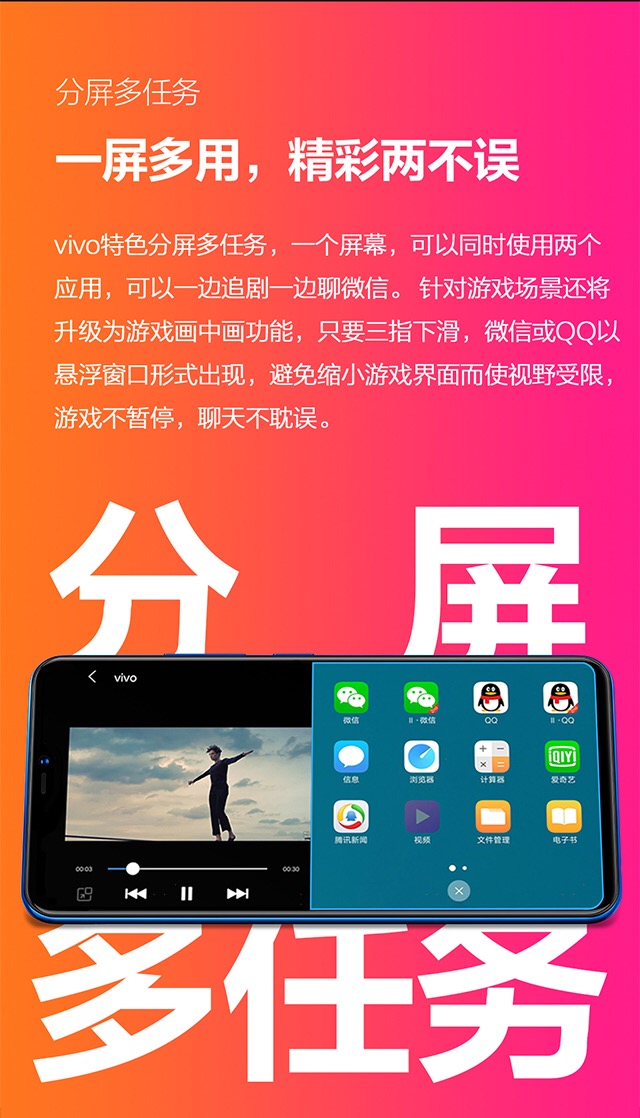 分屏多任务
一屏多用，精彩两不误
vivo特色分屏多任务，一个屏幕，可以同时使用两个
应用，可以一边追剧一边聊微信。针对游戏场景还将
升级为游戏画中画功能，只要三指下滑，微信或QQ以
悬浮窗口形式出现，避免缩小游戏界面而使视野受限，
游戏不暂停，聊天不耽误。
分 屏
vivo
微信 II·微信 QQ II·QQ
QIYI
信息 浏览器 计算器 爱奇艺
腾讯新闻 视频 文件管理 电子书
00:03 00:30
多任务